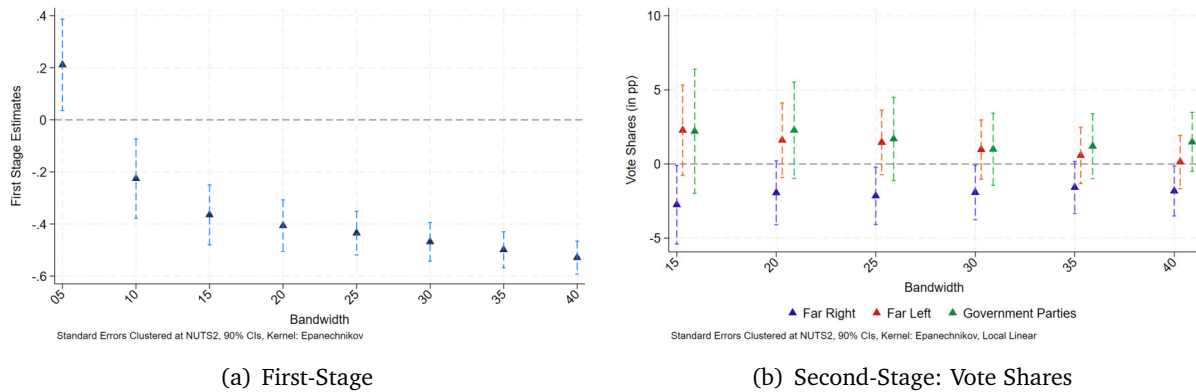 .4
.2
0
-.2
-.4
-.6
First Stage Estimates
05
10
15
20
25
30
35
40
Bandwidth
Standard Errors Clustered at NUTS2, 90% CIs, Kernel: Epanechnikov
(a) First-Stage
10
5
0
-5
Vote Shares (in pp)
15
20
25
30
35
40
Bandwidth
Far Right
Far Left
Government Parties
Standard Errors Clustered at NUTS2, 90% CIs, Kernel: Epanechnikov, Local Linear
(b) Second-Stage: Vote Shares